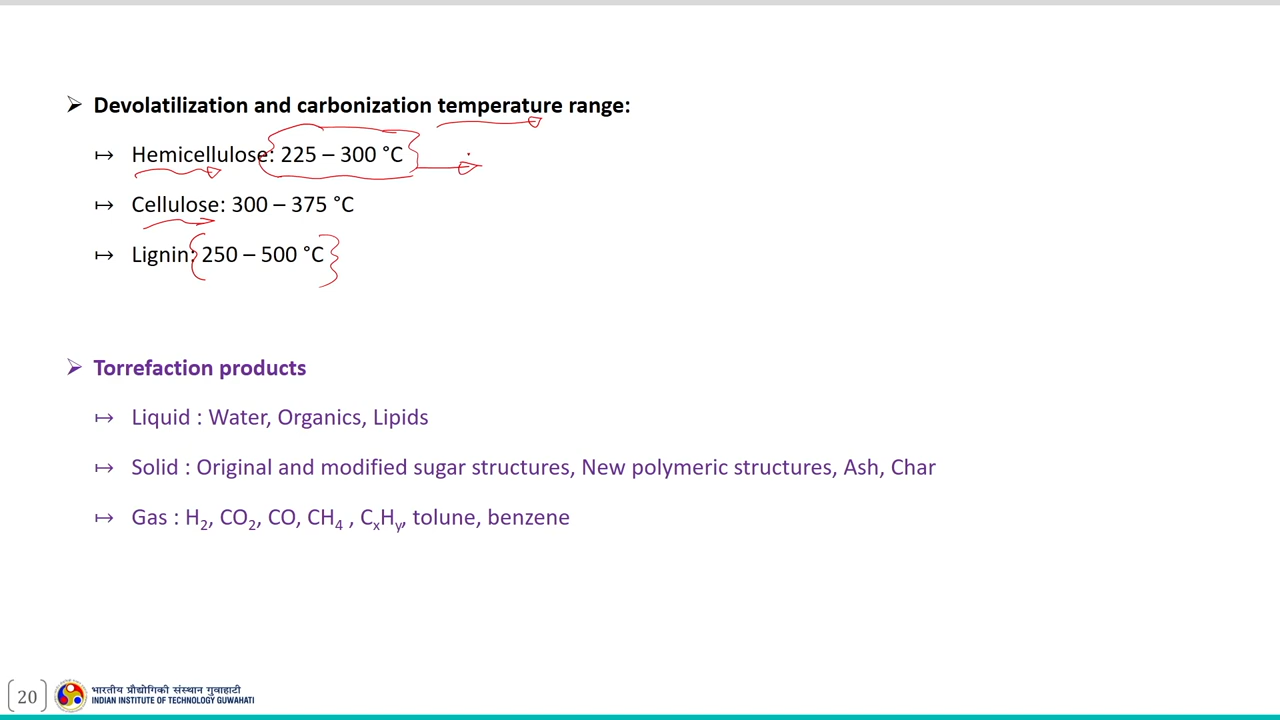 ➢ Devolatilization and carbonization temperature range:
↦ Hemicellulose: 225 – 300 °C
↦ Cellulose: 300 – 375 °C
↦ Lignin: 250 – 500 °C
➢ Torrefaction products
↦ Liquid : Water, Organics, Lipids
↦ Solid : Original and modified sugar structures, New polymeric structures, Ash, Char
↦ Gas : H₂, CO₂, CO, CH₄ , CₓHᵧ, tolune, benzene
20
भारतीय प्रौद्योगिकी संस्थान गुवाहाटी
INDIAN INSTITUTE OF TECHNOLOGY GUWAHATI